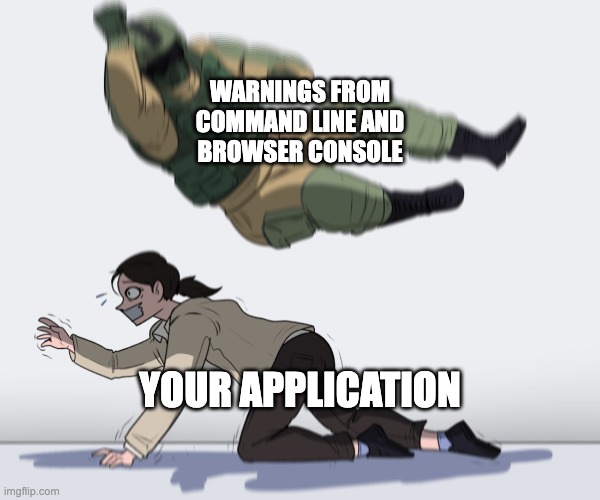 WARNINGS FROM
COMMAND LINE AND
BROWSER CONSOLE
YOUR APPLICATION
imgflip.com